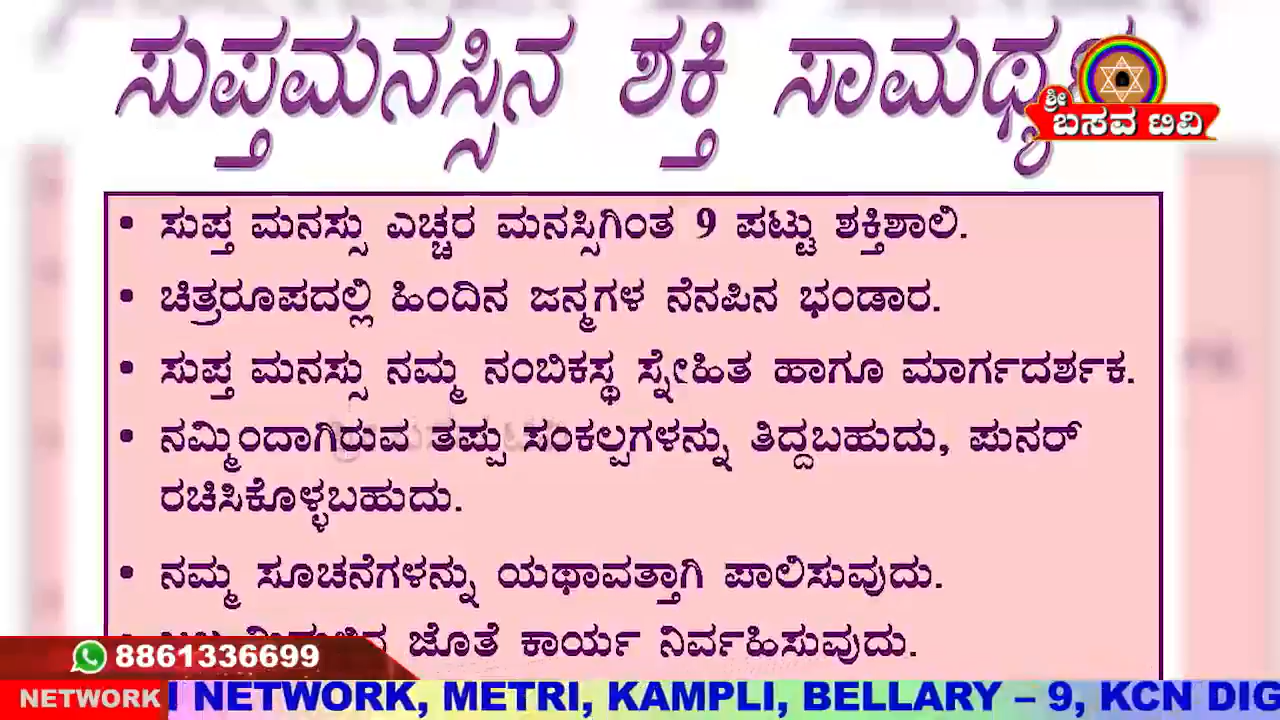 ಸುಪ್ತಮನಸ್ಸಿನ ಶಕ್ತಿ ಸಾಮರ್ಥ್ಯ
ಶ್ರೀ
ಬಸವ ಟಿವಿ
• ಸುಪ್ತ ಮನಸ್ಸು ಎಚ್ಚರ ಮನಸ್ಸಿಗಿಂತ 9 ಪಟ್ಟು ಶಕ್ತಿಶಾಲಿ.
• ಚಿತ್ರರೂಪದಲ್ಲಿ ಹಿಂದಿನ ಜನ್ಮಗಳ ನೆನಪಿನ ಭಂಡಾರ.
• ಸುಪ್ತ ಮನಸ್ಸು ನಮ್ಮ ನಂಬಿಕಸ್ಥ ಸ್ನೇಹಿತ ಹಾಗೂ ಮಾರ್ಗದರ್ಶಕ.
• ನಮ್ಮಿಂದಾಗಿರುವ ತಪ್ಪು ಸಂಕಲ್ಪಗಳನ್ನು ತಿದ್ದಬಹುದು, ಪುನರ್
ರಚಿಸಿಕೊಳ್ಳಬಹುದು.
• ನಮ್ಮ ಸೂಚನೆಗಳನ್ನು ಯಥಾವತ್ತಾಗಿ ಪಾಲಿಸುವುದು.
ಜೊತೆ ಕಾರ್ಯ ನಿರ್ವಹಿಸುವುದು.
8861336699
NETWORK I NETWORK, METRI, KAMPLI, BELLARY – 9, KCN DIG